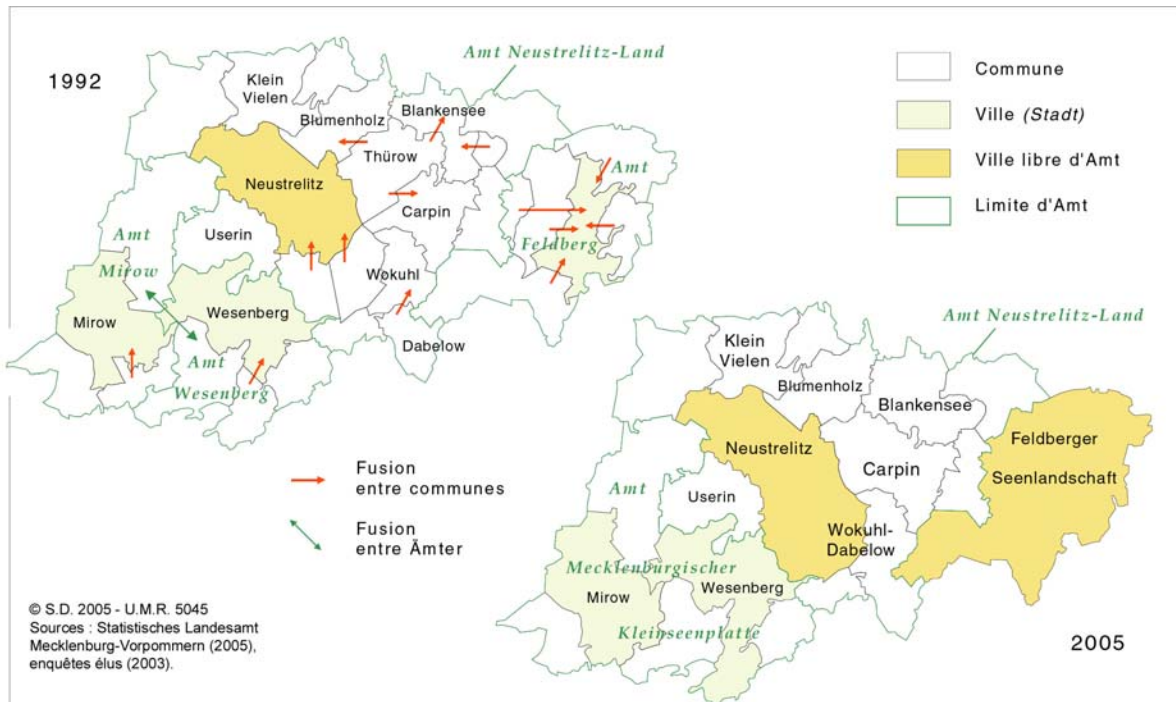 1992
Amt Neustrelitz-Land
Klein
Vielen
Blumenholz
Blankensee
Thürow
Amt
Neustrelitz
Carpin
Userin
Amt
Feldberg
Mirow
Wokuhl
Wesenberg
Mirow
Dabelow
Amt
Wesenberg
Commune
Ville (Stadt)
Ville libre d'Amt
Limite d'Amt
Fusion
entre communes
Fusion
entre Ämter
Amt Neustrelitz-Land
Klein
Vielen
Blumenholz
Blankensee
Neustrelitz
Feldberger
Carpin
Seenlandschaft
Amt
Userin
Wokuhl-
Dabelow
Mecklenburgischer
Wesenberg
Mirow
Kleinseenplatte
2005
© S.D. 2005 - U.M.R. 5045
Sources : Statistisches Landesamt
Mecklenburg-Vorpommern (2005),
enquêtes élus (2003).